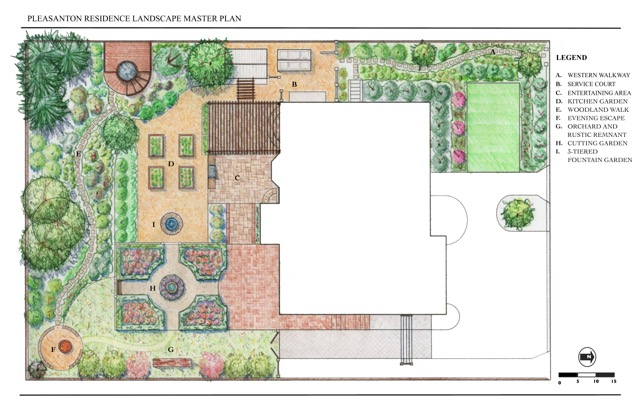 PLEASANTON RESIDENCE LANDSCAPE MASTER PLAN
A
B
LEGEND
A. WESTERN WALKWAY
B. SERVICE COURT
C. ENTERTAINING AREA
D. KITCHEN GARDEN
E. WOODLAND WALK
F. EVENING ESCAPE
G. ORCHARD AND
RUSTIC REMNANT
H. CUTTING GARDEN
I. 3-TIERED
FOUNTAIN GARDEN
E
D
C
I
H
F
G
0 5 10 15